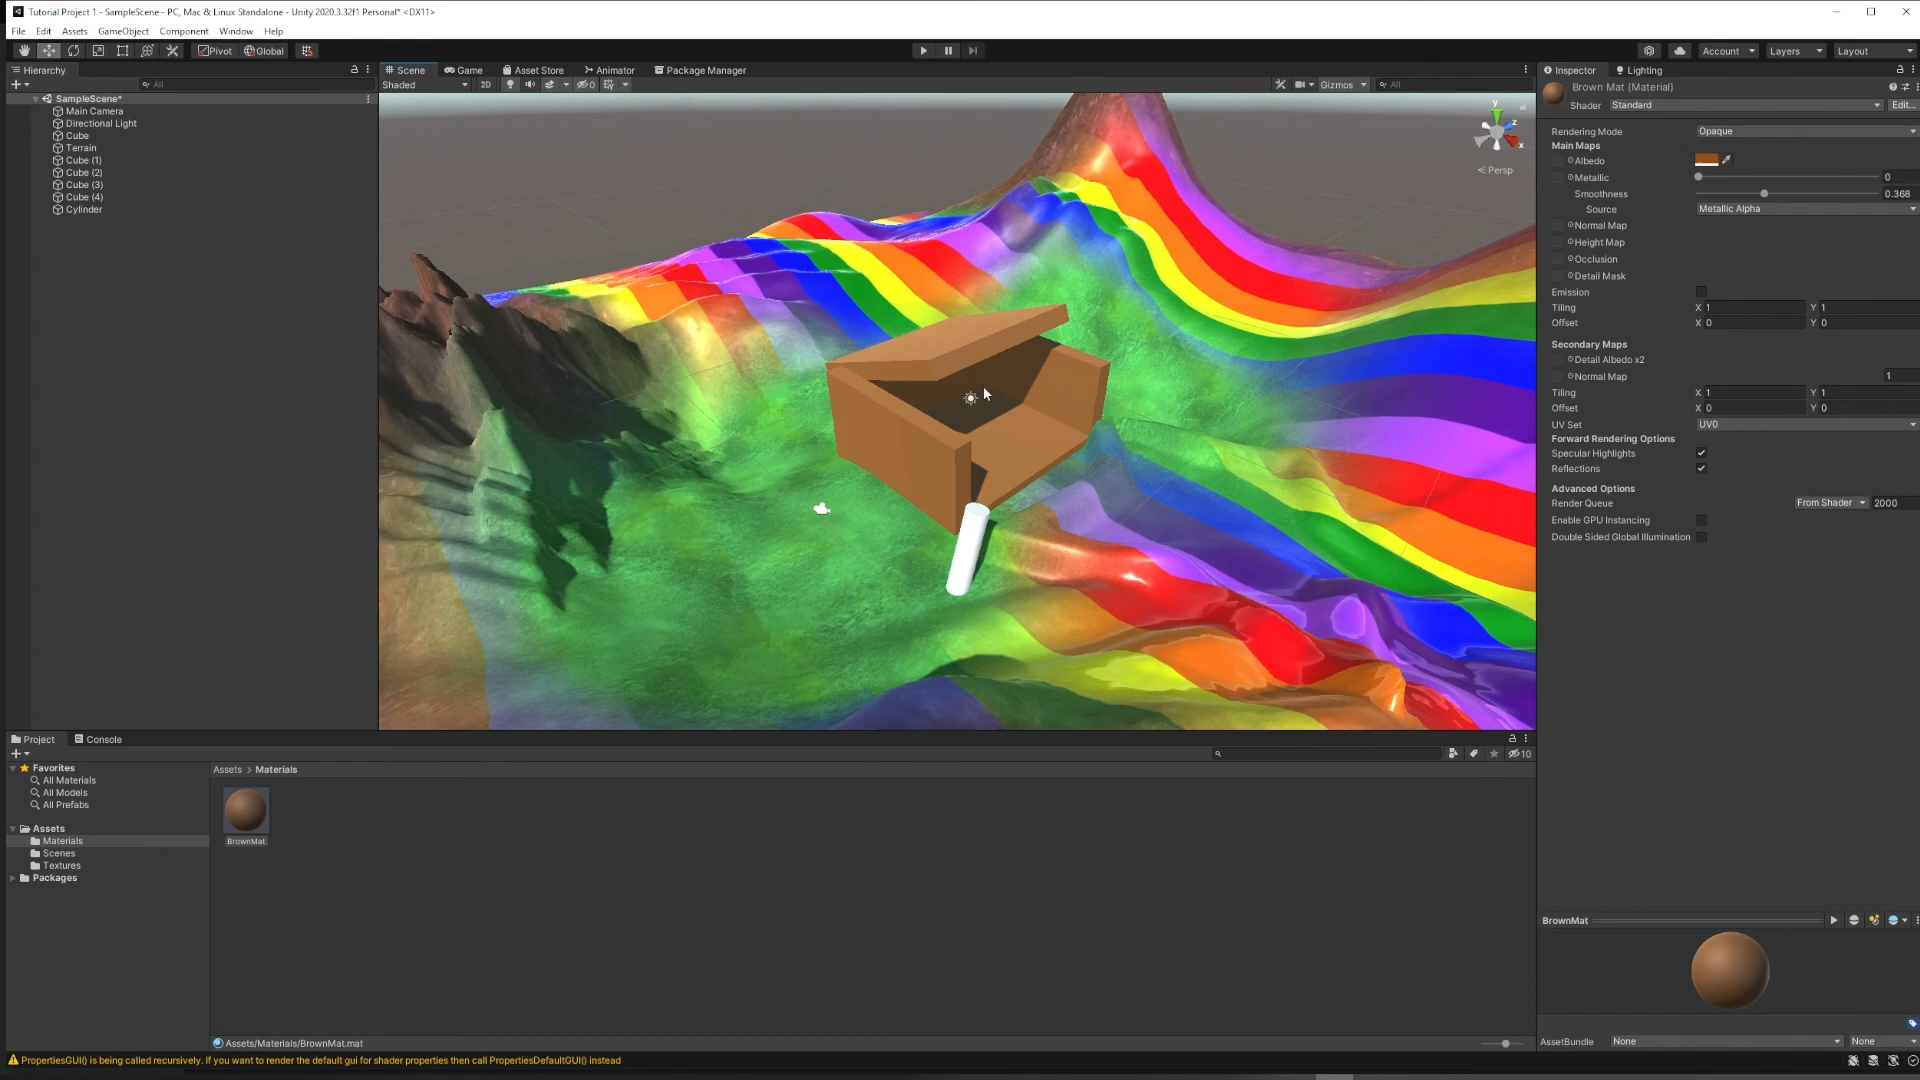 Tutorial Project 1 - SampleScene - PC, Mac & Linux Standalone - Unity 2020.3.32f1 Personal* <DX11>
File Edit Assets GameObject Component Window Help
Pivot Global Account Layers Layout
Hierarchy
All
SampleScene*
Main Camera
Directional Light
Cube
Terrain
Cube (1)
Cube (2)
Cube (3)
Cube (4)
Cylinder
Scene Game Asset Store Animator Package Manager
Shaded 2D 0 Gizmos All
y
z
x
Persp
Inspector Lighting
Brown Mat (Material)
Shader Standard Edit...
Rendering Mode Opaque
Main Maps
Albedo
Metallic 0
Smoothness 0.368
Source Metallic Alpha
Normal Map
Height Map
Occlusion
Detail Mask
Emission
Tiling X 1 Y 1
Offset X 0 Y 0
Secondary Maps
Detail Albedo x2
Normal Map 1
Tiling X 1 Y 1
Offset X 0 Y 0
UV Set UV0
Forward Rendering Options
Specular Highlights
Reflections
Advanced Options
Render Queue From Shader 2000
Enable GPU Instancing
Double Sided Global Illumination
Project Console
10
Favorites
All Materials
All Models
All Prefabs
Assets
Materials
Scenes
Textures
Packages
Assets > Materials
BrownMat
Assets/Materials/BrownMat.mat
BrownMat
AssetBundle None None
PropertiesGUI() is being called recursively. If you want to render the default gui for shader properties then call PropertiesDefaultGUI() instead